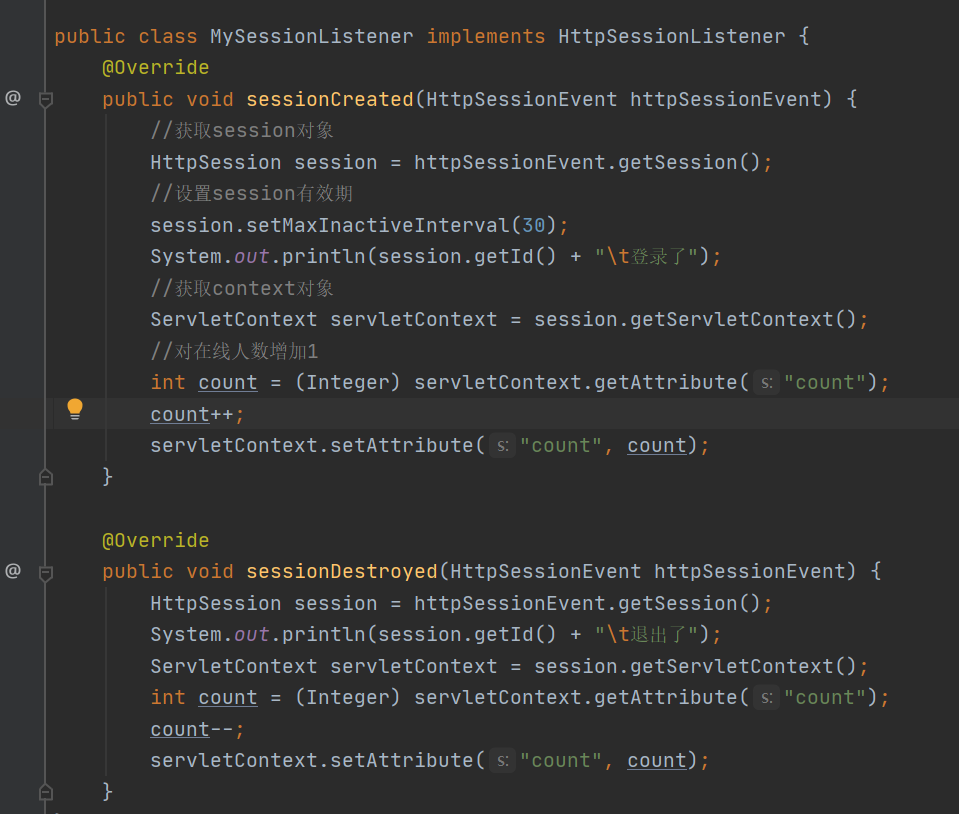 public class MySessionListener implements HttpSessionListener {
@Override
@ public void sessionCreated(HttpSessionEvent httpSessionEvent) {
//获取session对象
HttpSession session = httpSessionEvent.getSession();
//设置session有效期
session.setMaxInactiveInterval(30);
System.out.println(session.getId() + "\t登录了");
//获取context对象
ServletContext servletContext = session.getServletContext();
//对在线人数增加1
int count = (Integer) servletContext.getAttribute( s: "count");
count++;
servletContext.setAttribute( s: "count", count);
}
@Override
@ public void sessionDestroyed(HttpSessionEvent httpSessionEvent) {
HttpSession session = httpSessionEvent.getSession();
System.out.println(session.getId() + "\t退出了");
ServletContext servletContext = session.getServletContext();
int count = (Integer) servletContext.getAttribute( s: "count");
count--;
servletContext.setAttribute( s: "count", count);
}